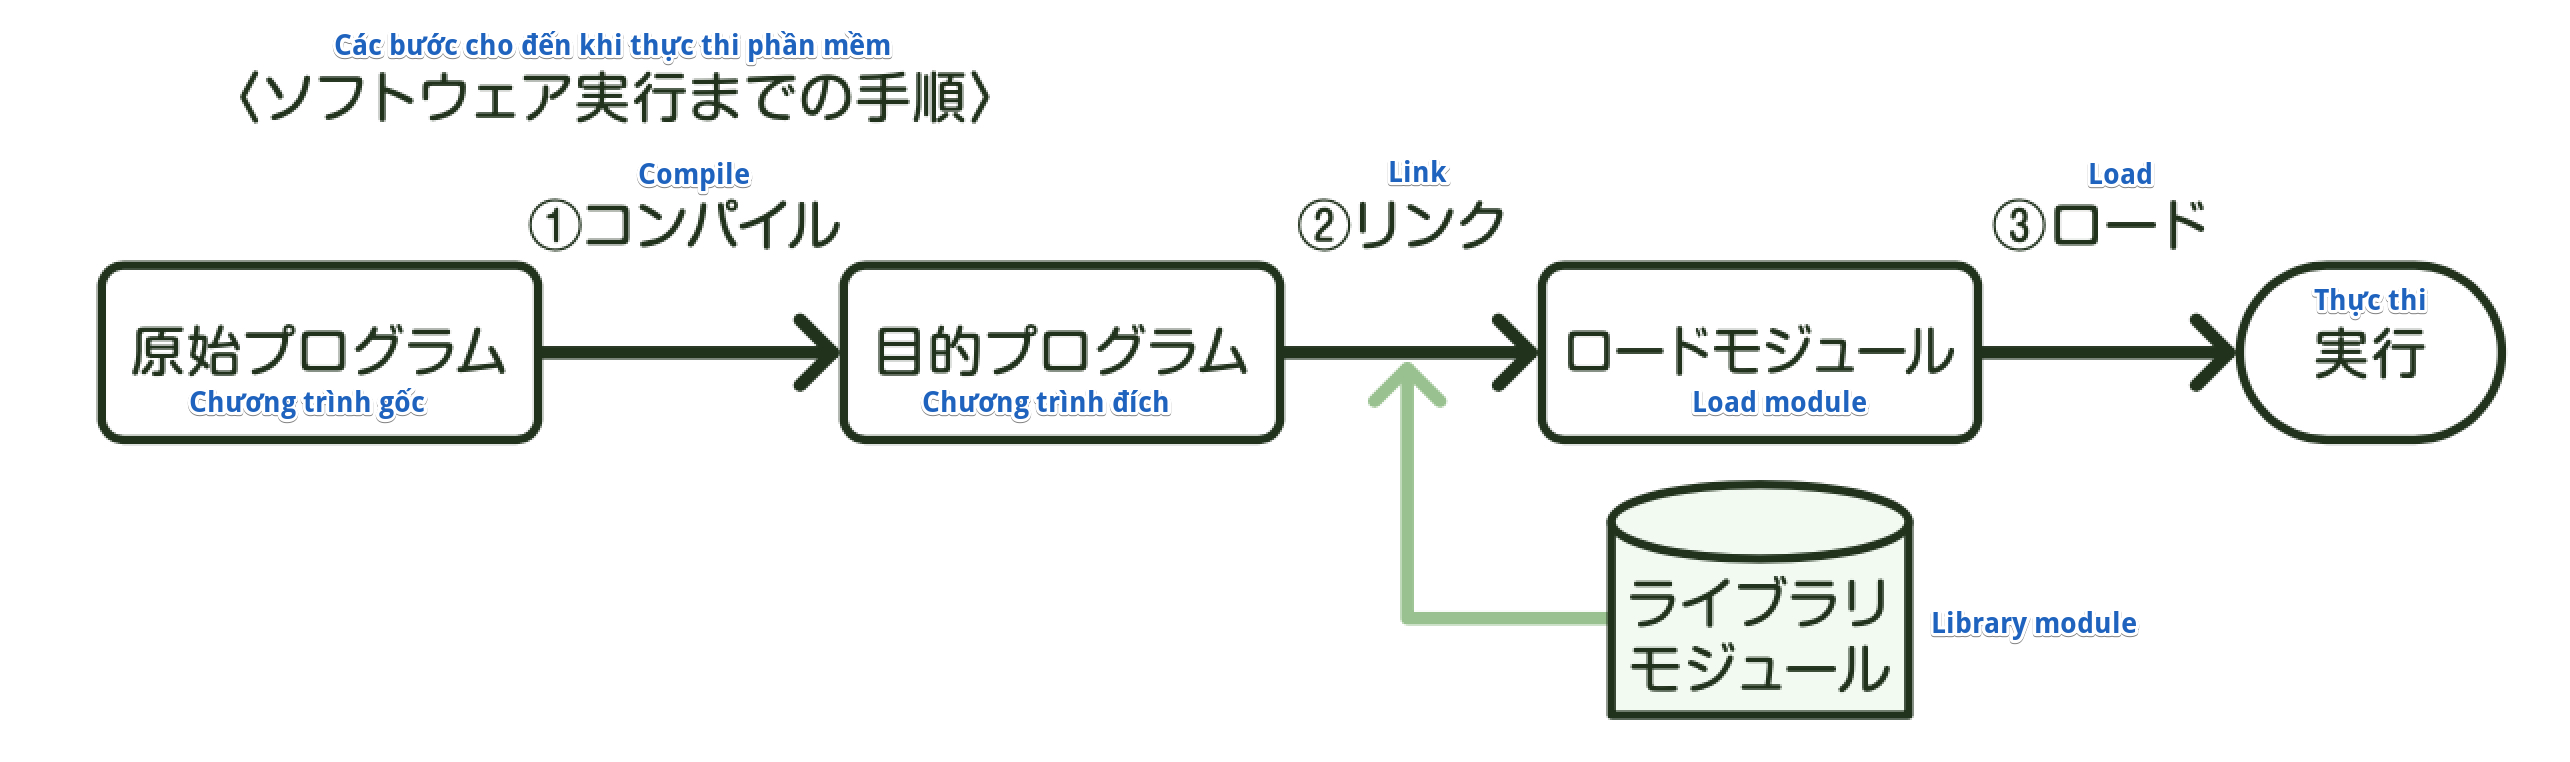 Các bước cho đến khi thực thi phần mềm
〈ソフトウェア実行までの手順〉
Compile
①コンパイル
Link
②リンク
Load
③ロード
原始プログラム
Chương trình gốc
目的プログラム
Chương trình đích
ロードモジュール
Load module
Thực thi
実行
ライブラリ
モジュール
Library module